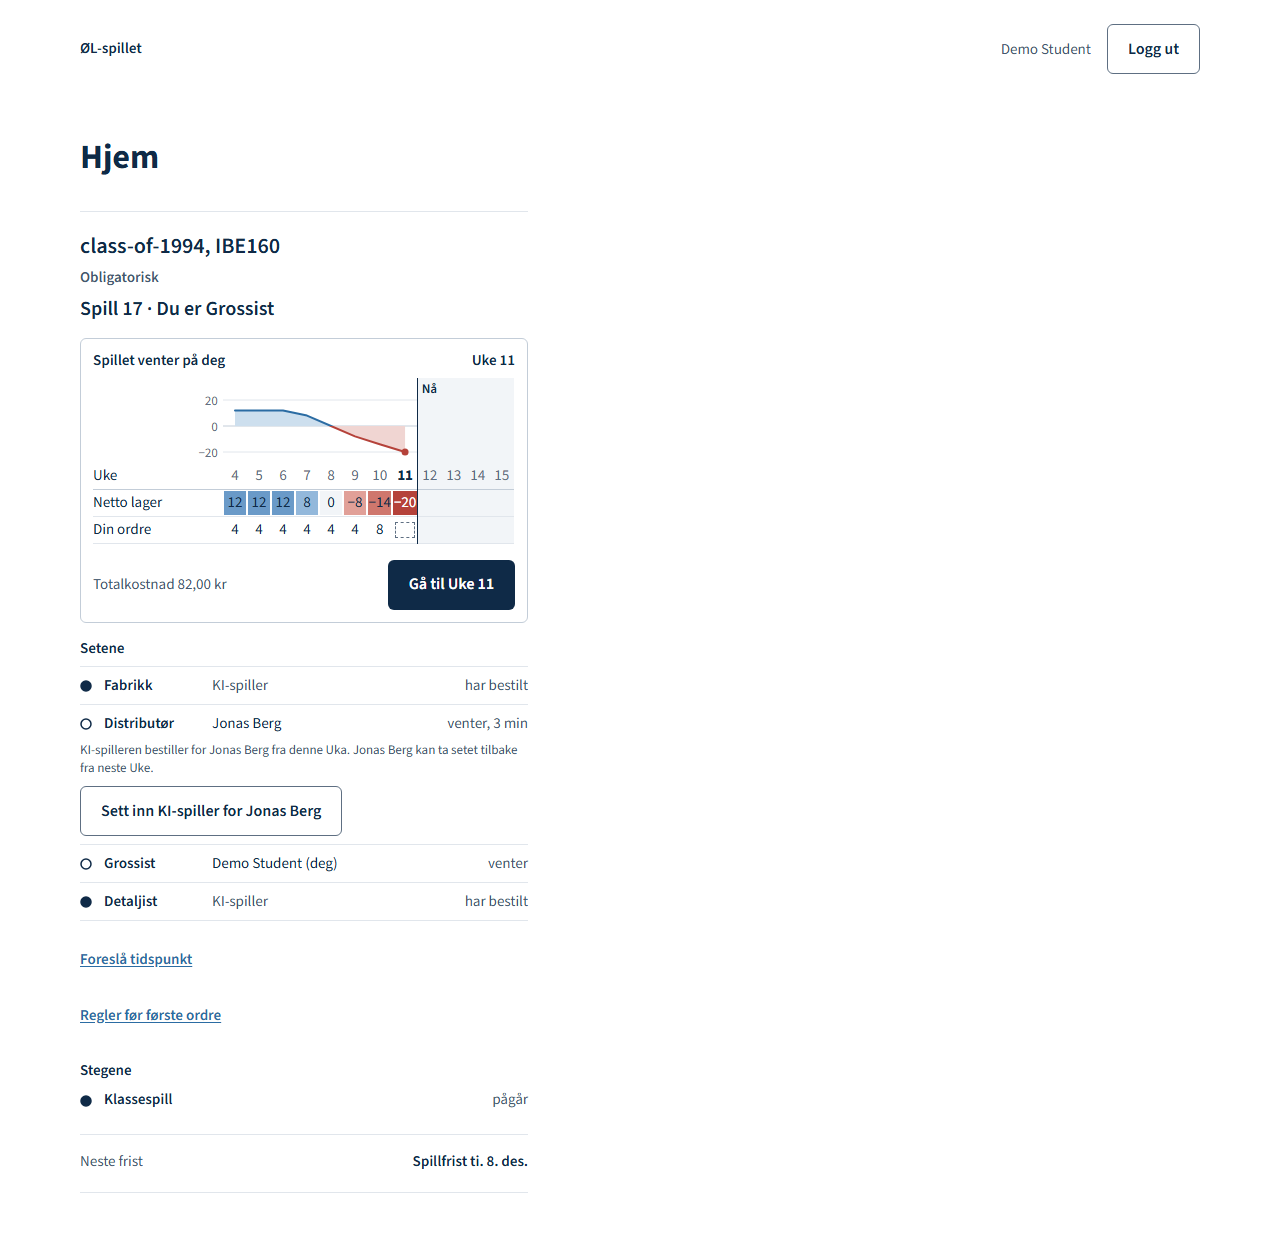 ØL-spillet
Demo Student
Logg ut
Hjem
class-of-1994, IBE160
Obligatorisk
Spill 17 · Du er Grossist
Spillet venter på deg Uke 11
Nå
20
0
−20
Uke 4 5 6 7 8 9 10 11 12 13 14 15
Netto lager 12 12 12 8 0 −8 −14 −20
Din ordre 4 4 4 4 4 4 8
Totalkostnad 82,00 kr
Gå til Uke 11
Setene
Fabrikk KI-spiller har bestilt
Distributør Jonas Berg venter, 3 min
KI-spilleren bestiller for Jonas Berg fra denne Uka. Jonas Berg kan ta setet tilbake
fra neste Uke.
Sett inn KI-spiller for Jonas Berg
Grossist Demo Student (deg) venter
Detaljist KI-spiller har bestilt
Foreslå tidspunkt
Regler før første ordre
Stegene
Klassespill pågår
Neste frist Spillfrist ti. 8. des.